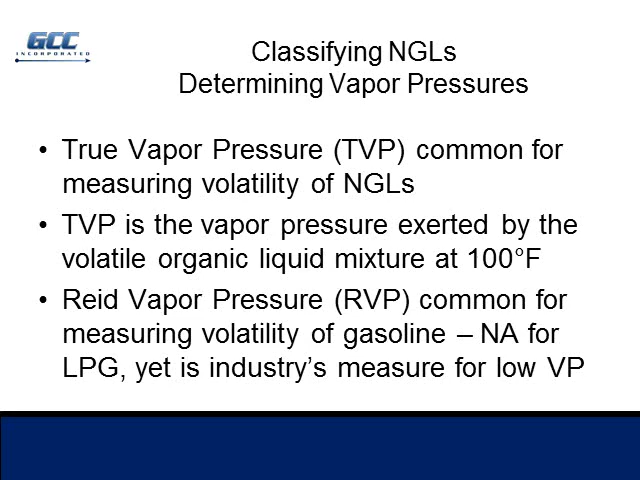 GCC
INCORPORATED
Classifying NGLs
Determining Vapor Pressures
• True Vapor Pressure (TVP) common for
measuring volatility of NGLs
• TVP is the vapor pressure exerted by the
volatile organic liquid mixture at 100°F
• Reid Vapor Pressure (RVP) common for
measuring volatility of gasoline – NA for
LPG, yet is industry’s measure for low VP